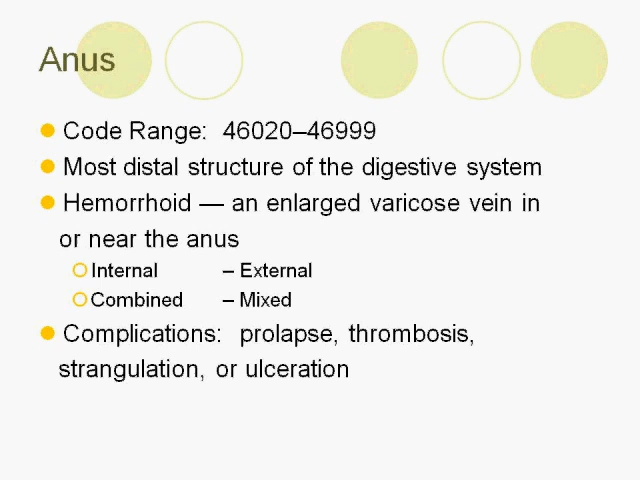 Anus
Code Range: 46020–46999
Most distal structure of the digestive system
Hemorrhoid — an enlarged varicose vein in
or near the anus
Internal – External
Combined – Mixed
Complications: prolapse, thrombosis,
strangulation, or ulceration